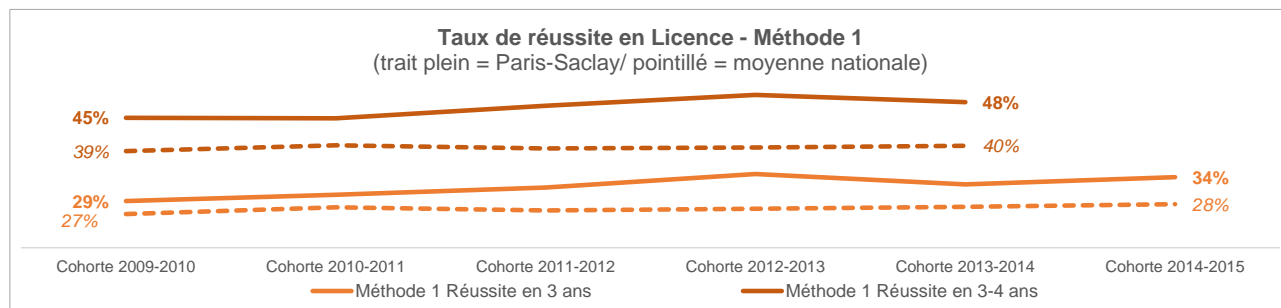 Taux de réussite en Licence - Méthode 1
(trait plein = Paris-Saclay/ pointillé = moyenne nationale)
45%
48%
39%
40%
29%
34%
27%
28%
Cohorte 2009-2010
Cohorte 2010-2011
Cohorte 2011-2012
Cohorte 2012-2013
Cohorte 2013-2014
Cohorte 2014-2015
Méthode 1 Réussite en 3 ans
Méthode 1 Réussite en 3-4 ans